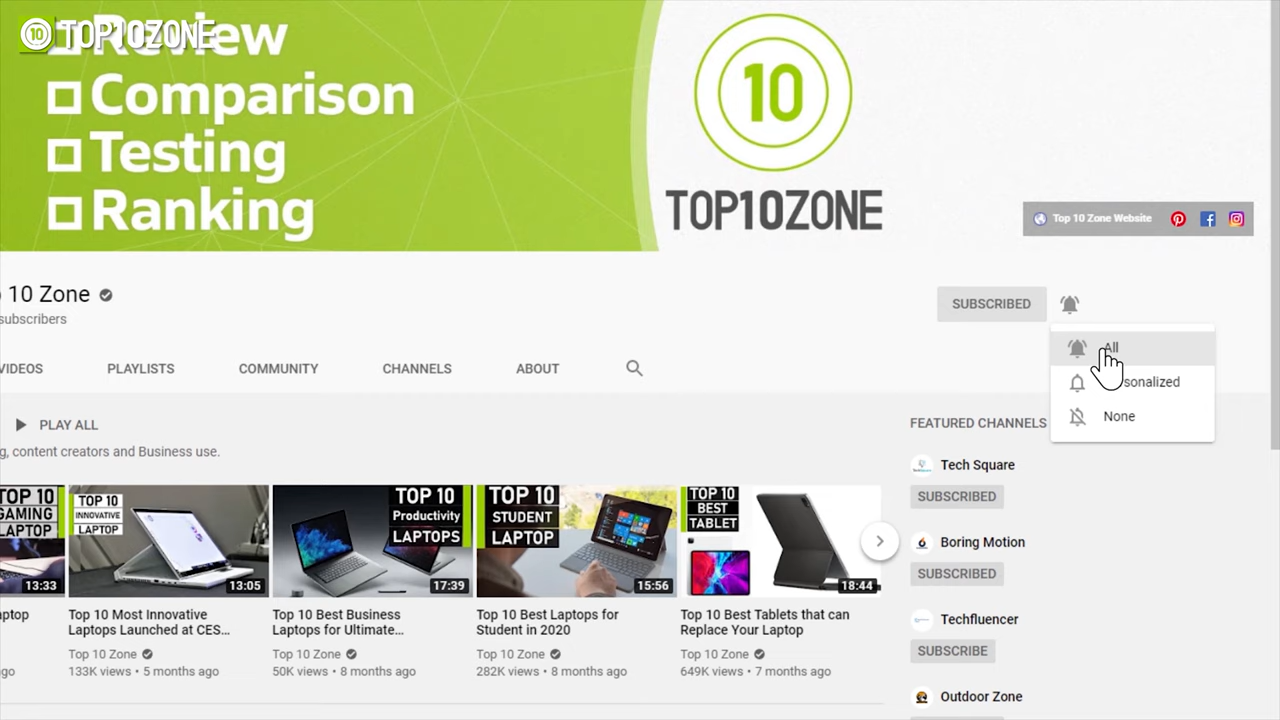 TOP10ZONE
Review
Comparison
Testing
Ranking
10
TOP10ZONE
Top 10 Zone Website
10 Zone
subscribers
SUBSCRIBED
All
sonalized
None
VIDEOS
PLAYLISTS
COMMUNITY
CHANNELS
ABOUT
PLAY ALL
g, content creators and Business use.
TOP 10
GAMING
LAPTOP
13:33
TOP 10
INNOVATIVE
LAPTOP
13:05
TOP 10
Productivity
LAPTOPS
17:39
TOP 10
STUDENT
LAPTOP
15:56
TOP 10
BEST
TABLET
18:44
aptop
ago
Top 10 Most Innovative
Laptops Launched at CES...
Top 10 Zone
133K views • 5 months ago
Top 10 Best Business
Laptops for Ultimate...
Top 10 Zone
50K views • 8 months ago
Top 10 Best Laptops for
Student in 2020
Top 10 Zone
282K views • 8 months ago
Top 10 Best Tablets that can
Replace Your Laptop
Top 10 Zone
649K views • 7 months ago
FEATURED CHANNELS
Tech Square
SUBSCRIBED
Boring Motion
SUBSCRIBED
Techfluencer
SUBSCRIBE
Outdoor Zone